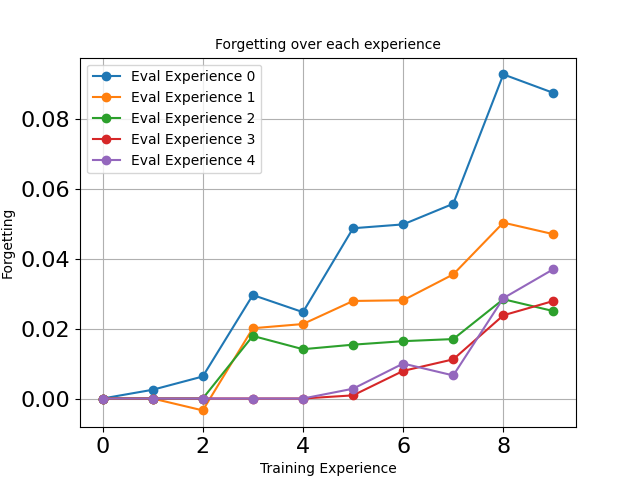 Forgetting over each experience
Eval Experience 0
Eval Experience 1
Eval Experience 2
Eval Experience 3
Eval Experience 4
0.08
0.06
0.04
0.02
0.00
Forgetting
0 2 4 6 8
Training Experience